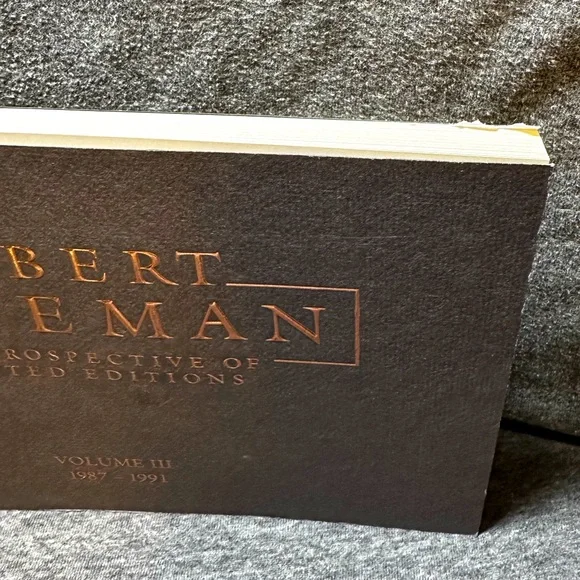 BERT
EMAN
ROSPECTIVE OF
TED EDITIONS
VOLUME III
1987 – 1991